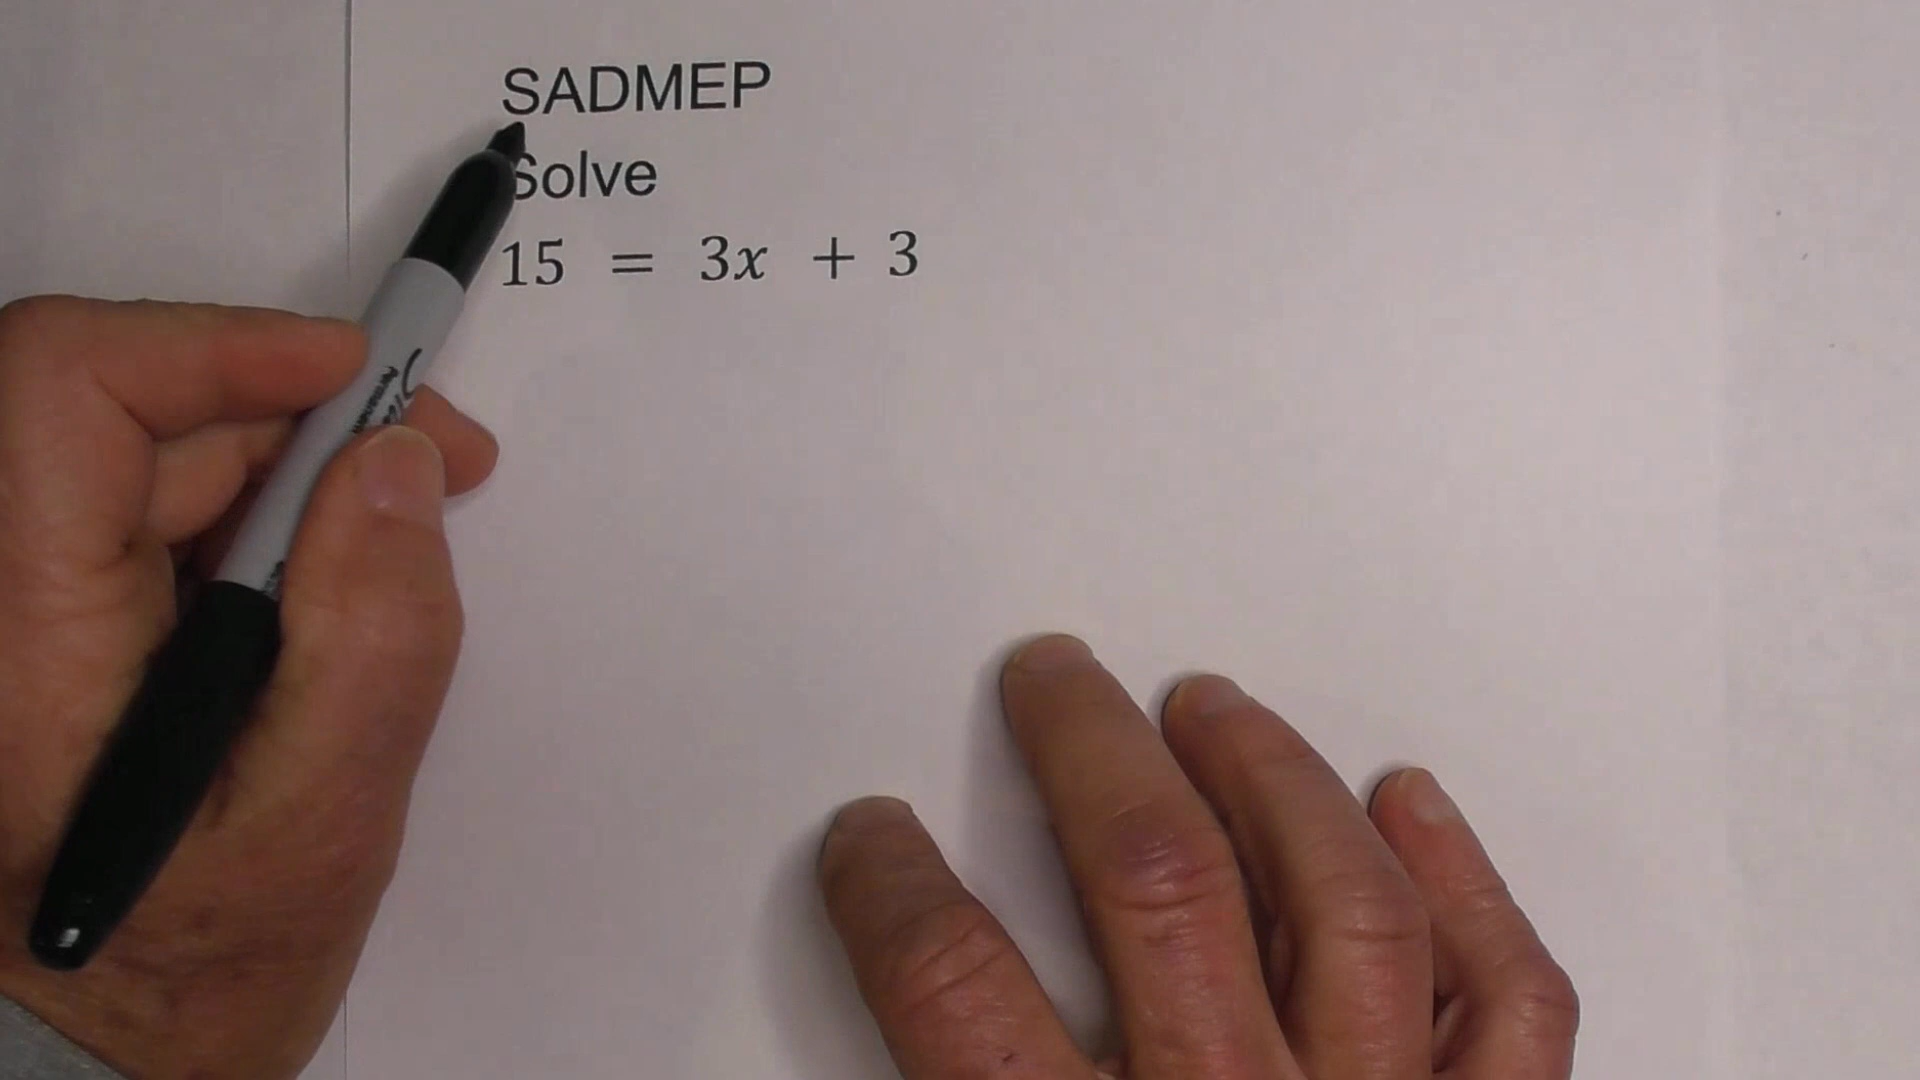 SADMEP
Solve
15 = 3x + 3